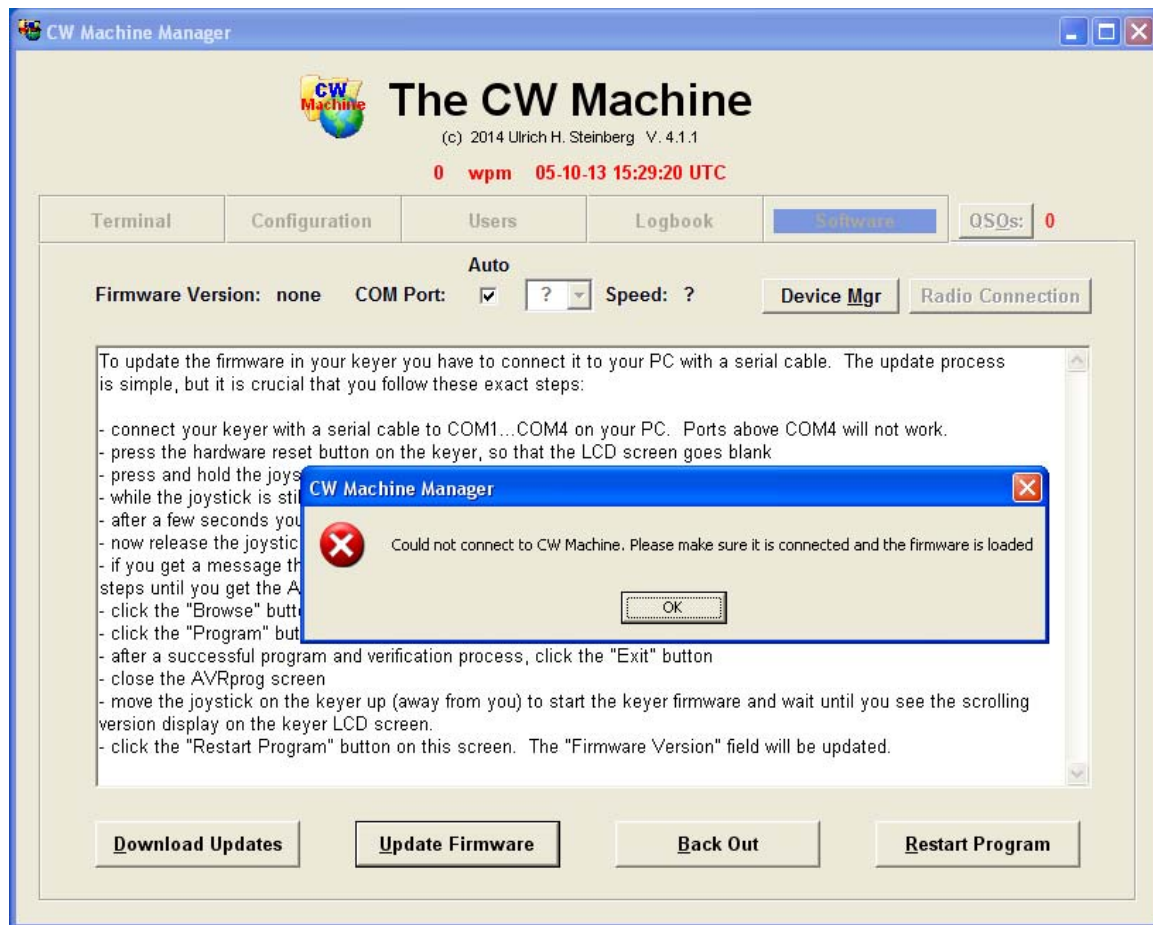 CW Machine Manager
CW
Machine
The CW Machine
(c) 2014 Ulrich H. Steinberg V. 4.1.1
0 wpm 05-10-13 15:29:20 UTC
Terminal Configuration Users Logbook Software QSOs: 0
Auto
Firmware Version: none COM Port: ? Speed: ? Device Mgr Radio Connection
To update the firmware in your keyer you have to connect it to your PC with a serial cable. The update process
is simple, but it is crucial that you follow these exact steps:
- connect your keyer with a serial cable to COM1...COM4 on your PC. Ports above COM4 will not work.
- press the hardware reset button on the keyer, so that the LCD screen goes blank
- press and hold the joys
- while the joystick is stil
- after a few seconds you
- now release the joystic
- if you get a message th
steps until you get the A
- click the "Browse" butt
- click the "Program" but
CW Machine Manager
Could not connect to CW Machine. Please make sure it is connected and the firmware is loaded
OK
- after a successful program and verification process, click the "Exit" button
- close the AVRprog screen
- move the joystick on the keyer up (away from you) to start the keyer firmware and wait until you see the scrolling
version display on the keyer LCD screen.
- click the "Restart Program" button on this screen. The "Firmware Version" field will be updated.
Download Updates Update Firmware Back Out Restart Program